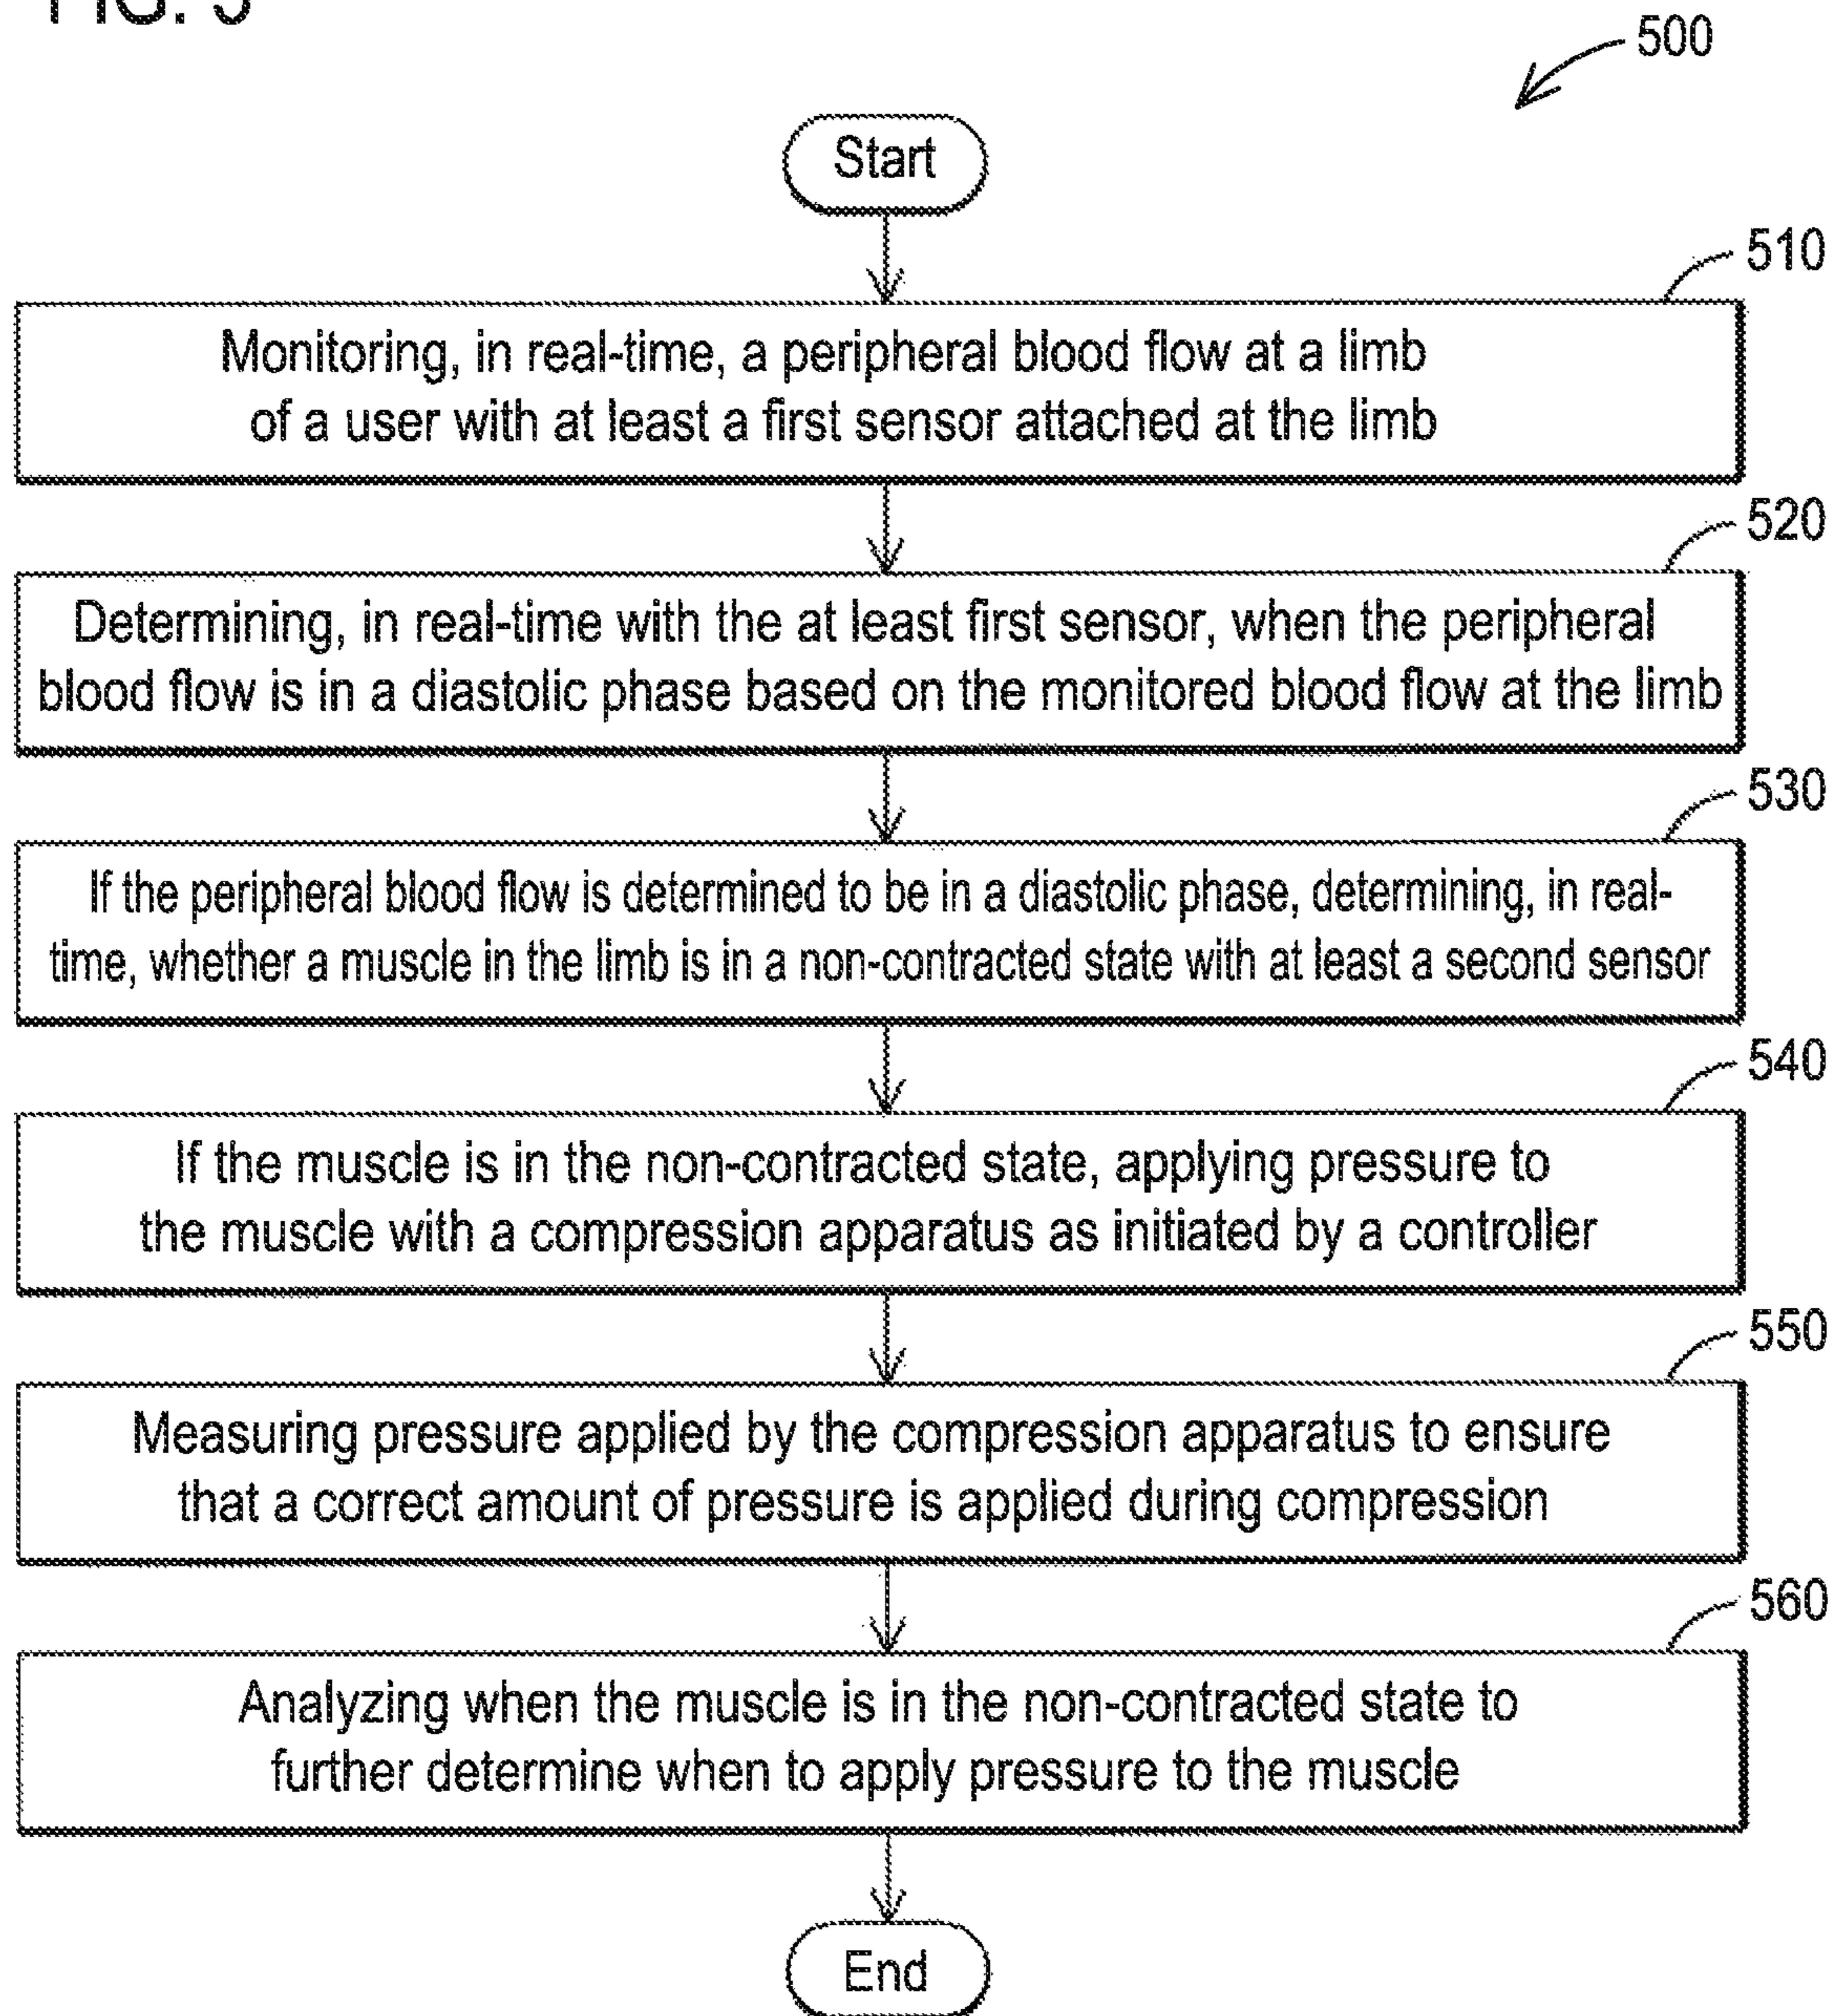 FIG. 5
500
Start
510
Monitoring, in real-time, a peripheral blood flow at a limb
of a user with at least a first sensor attached at the limb
520
Determining, in real-time with the at least first sensor, when the peripheral
blood flow is in a diastolic phase based on the monitored blood flow at the limb
530
If the peripheral blood flow is determined to be in a diastolic phase, determining, in real-
time, whether a muscle in the limb is in a non-contracted state with at least a second sensor
540
If the muscle is in the non-contracted state, applying pressure to
the muscle with a compression apparatus as initiated by a controller
550
Measuring pressure applied by the compression apparatus to ensure
that a correct amount of pressure is applied during compression
560
Analyzing when the muscle is in the non-contracted state to
further determine when to apply pressure to the muscle
End